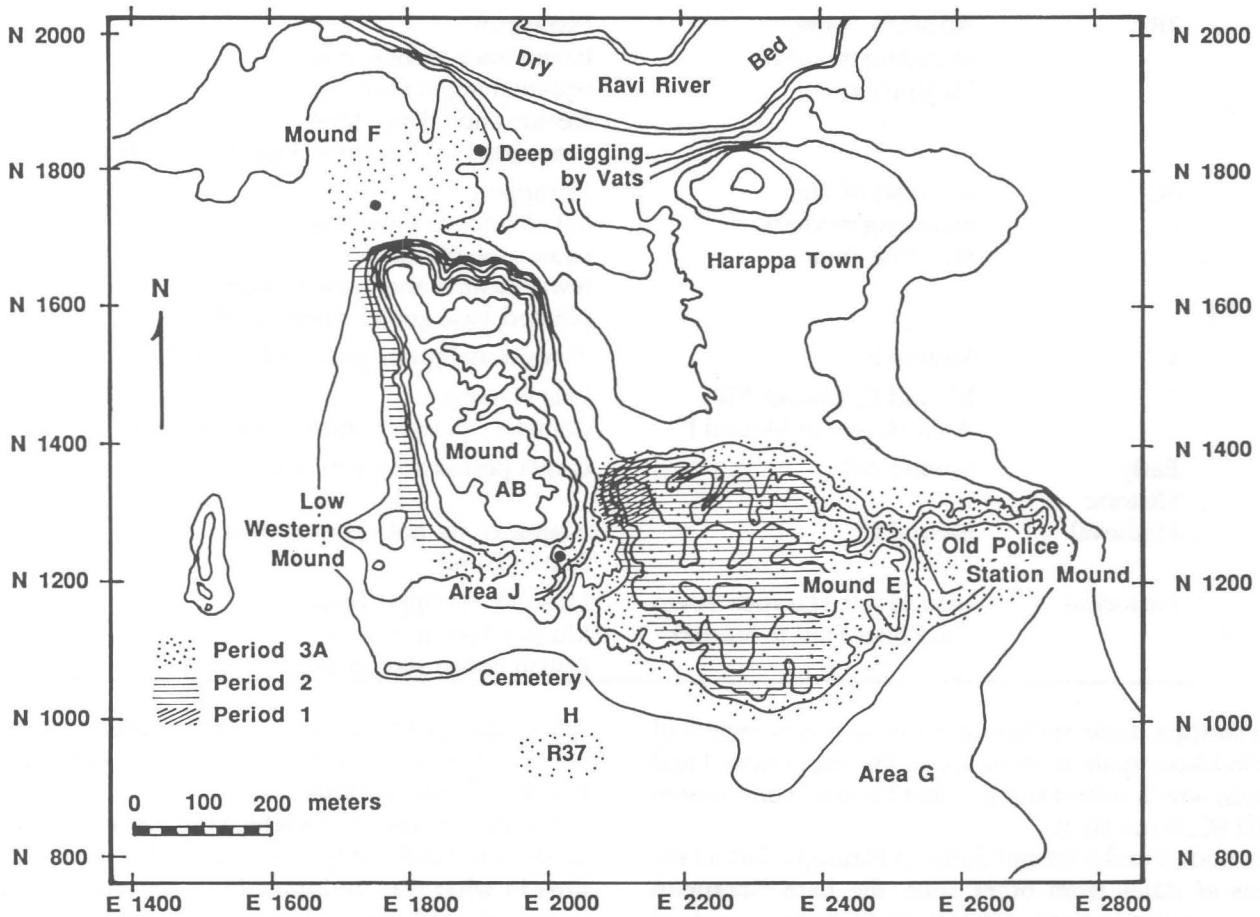 N 2000
N 2000
Dry
Bed
Ravi River
Mound F
Deep digging
by Vats
N 1800
N 1800
Harappa Town
N
N 1600
N 1600
N 1400
N 1400
Mound
AB
Low
Western
Mound
Old Police
Station Mound
Mound E
N 1200
N 1200
Area J
Period 3A
Period 2
Period 1
Cemetery
H
R37
N 1000
N 1000
Area G
0 100 200 meters
N 800
N 800
E 1400 E 1600 E 1800 E 2000 E 2200 E 2400 E 2600 E 2800